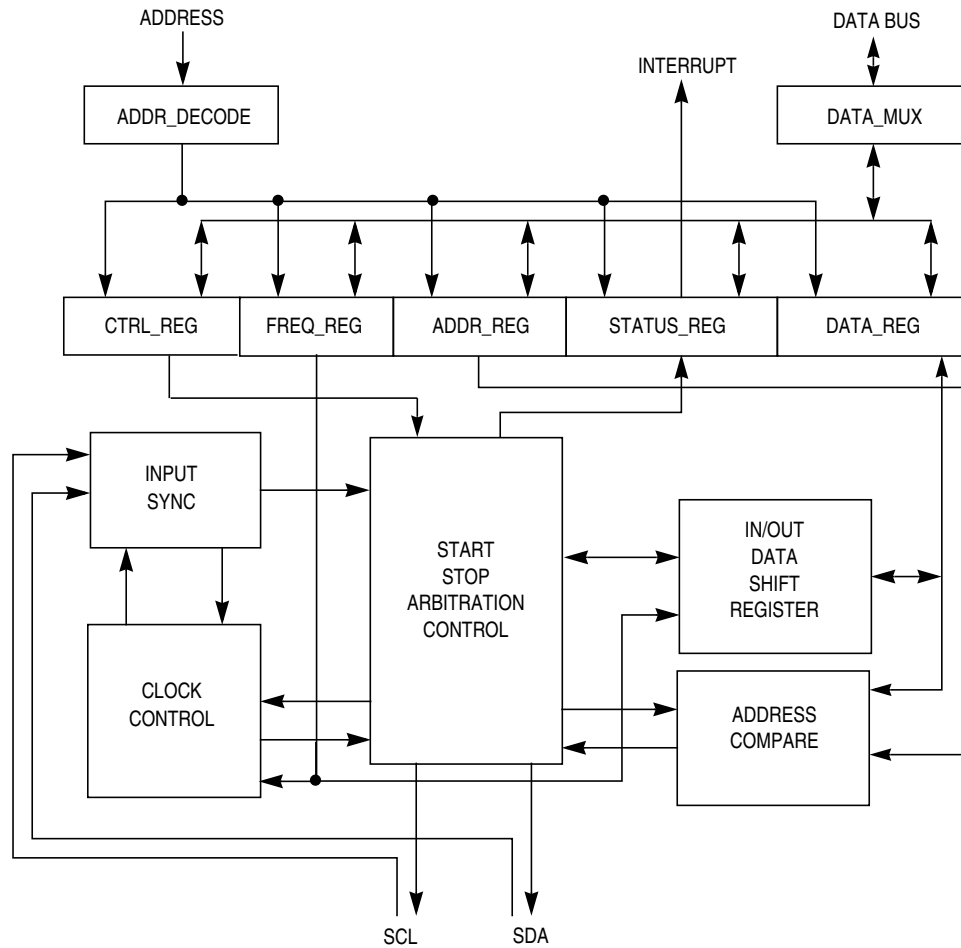 ADDRESS
DATA BUS
INTERRUPT
ADDR_DECODE
DATA_MUX
CTRL_REG
FREQ_REG
ADDR_REG
STATUS_REG
DATA_REG
INPUT
SYNC
START
STOP
ARBITRATION
CONTROL
IN/OUT
DATA
SHIFT
REGISTER
CLOCK
CONTROL
ADDRESS
COMPARE
SCL
SDA